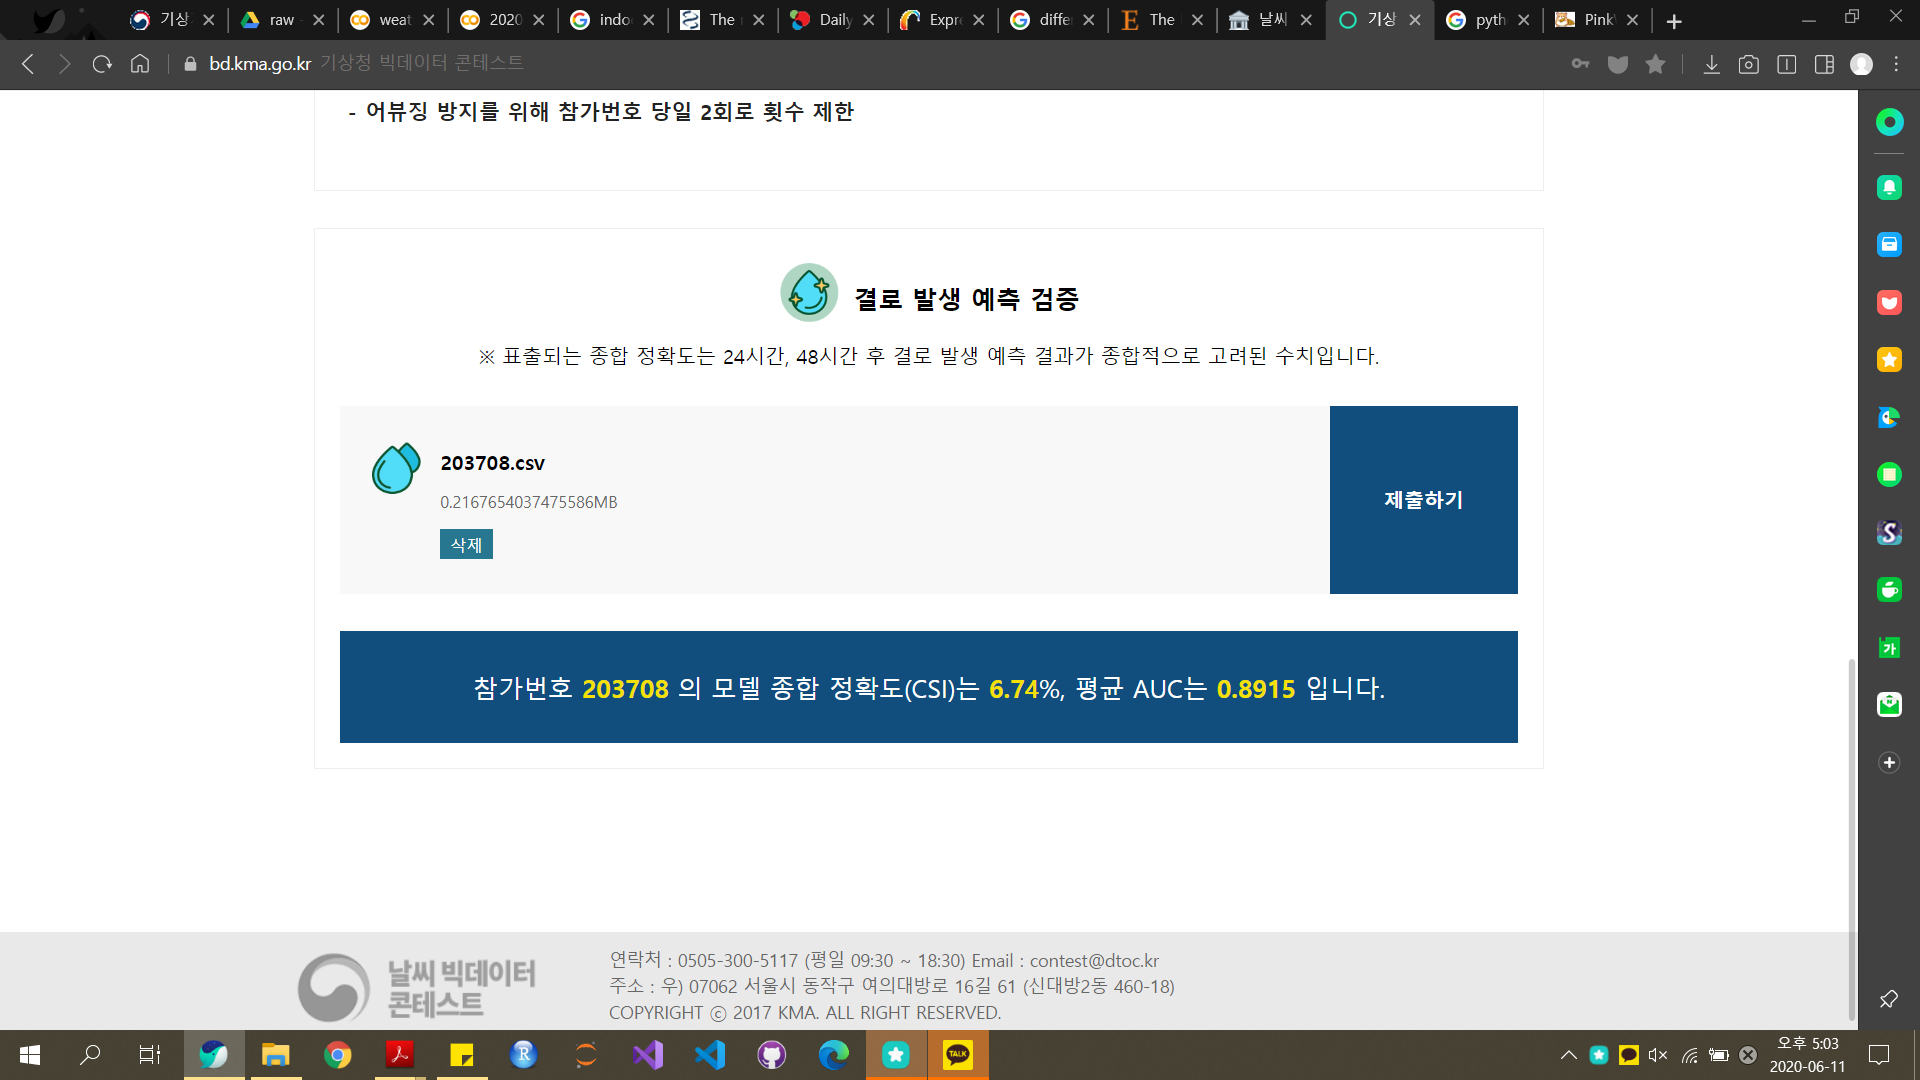 기상
raw
weat
2020
indo
The
Daily
Expr
differ
The
날씨
기상
pyth
Pink
bd.kma.go.kr 기상청 빅데이터 콘테스트
- 어뷰징 방지를 위해 참가번호 당일 2회로 횟수 제한
결로 발생 예측 검증
※ 표출되는 종합 정확도는 24시간, 48시간 후 결로 발생 예측 결과가 종합적으로 고려된 수치입니다.
203708.csv
0.2167654037475586MB
삭제
제출하기
참가번호 203708 의 모델 종합 정확도(CSI)는 6.74%, 평균 AUC는 0.8915 입니다.
날씨 빅데이터
콘테스트
연락처 : 0505-300-5117 (평일 09:30 ~ 18:30) Email : contest@dtoc.kr
주소 : 우) 07062 서울시 동작구 여의대방로 16길 61 (신대방2동 460-18)
COPYRIGHT ⓒ 2017 KMA. ALL RIGHT RESERVED.
TALK
오후 5:03
2020-06-11